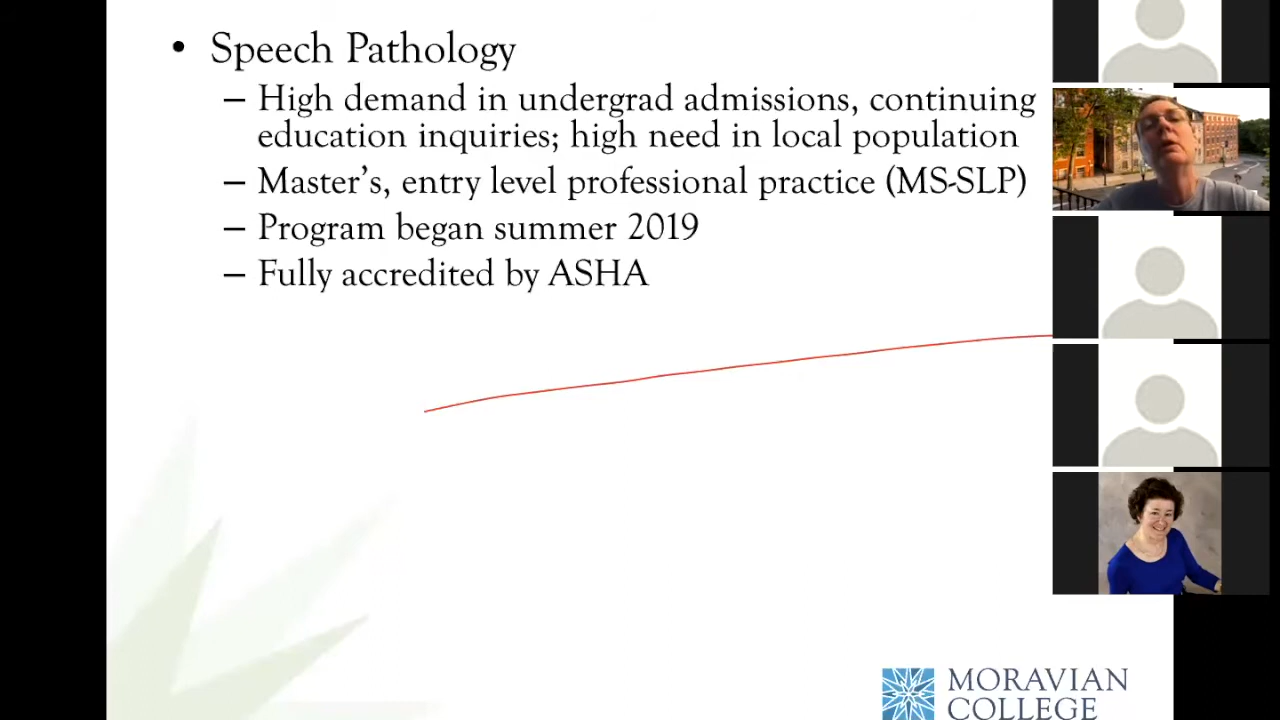 • Speech Pathology
– High demand in undergrad admissions, continuing
education inquiries; high need in local population
– Master's, entry level professional practice (MS-SLP)
– Program began summer 2019
– Fully accredited by ASHA
MORAVIAN
COLLEGE